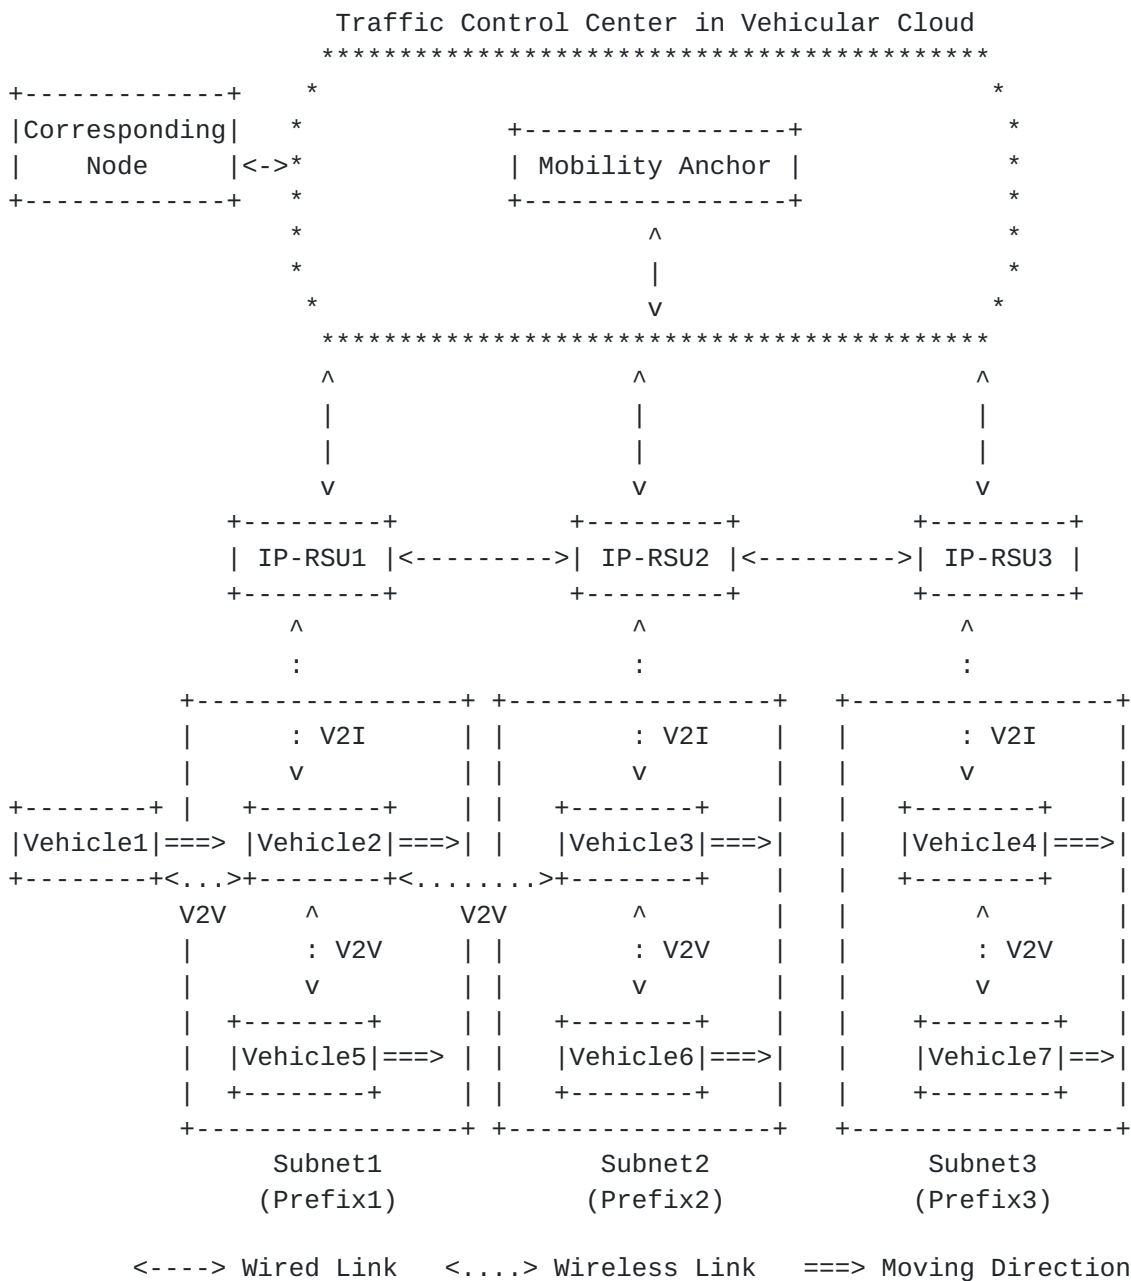 Traffic Control Center in Vehicular Cloud
*******************************************
+-------------+    *                                           *
|Corresponding|   *             +-----------------+             *
|    Node     |<->*             | Mobility Anchor |             *
+-------------+   *             +-----------------+             *
                  *                      ^                      *
                  *                      |                      *
                   *                     v                     *
                    *******************************************
                    ^                   ^                     ^
                    |                   |                     |
                    |                   |                     |
                    v                   v                     v
              +---------+           +---------+           +---------+
              | IP-RSU1 |<--------->| IP-RSU2 |<--------->| IP-RSU3 |
              +---------+           +---------+           +---------+
                  ^                     ^                    ^
                  :                     :                    :
           +-----------------+ +-----------------+   +-----------------+
           |      : V2I      | |        : V2I    |   |       : V2I     |
           |      v          | |        v        |   |       v         |
+--------+ |   +--------+    | |   +--------+    |   |   +--------+    |
|Vehicle1|===> |Vehicle2|===>| |   |Vehicle3|===>|   |   |Vehicle4|===>|
+--------+<...>+--------+<........>+--------+    |   |   +--------+    |
           V2V     ^         V2V        ^        |   |        ^        |
           |       : V2V     | |        : V2V    |   |        : V2V    |
           |       v         | |        v        |   |        v        |
           |  +--------+     | |   +--------+    |   |    +--------+   |
           |  |Vehicle5|===> | |   |Vehicle6|===>|   |    |Vehicle7|==>|
           |  +--------+     | |   +--------+    |   |    +--------+   |
           +-----------------+ +-----------------+   +-----------------+
                 Subnet1              Subnet2              Subnet3
                (Prefix1)            (Prefix2)            (Prefix3)
<----> Wired Link   <....> Wireless Link   ===> Moving Direction